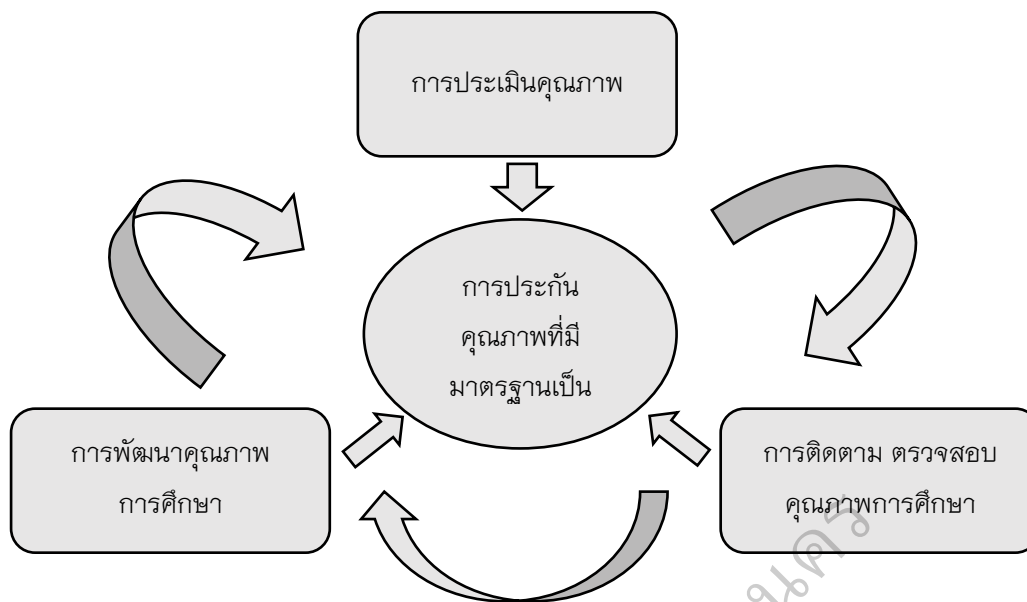 การประเมินคุณภาพ
การประกัน
คุณภาพที่มี
มาตรฐานเป็น
การพัฒนาคุณภาพ
การศึกษา
การติดตาม ตรวจสอบ
คุณภาพการศึกษา